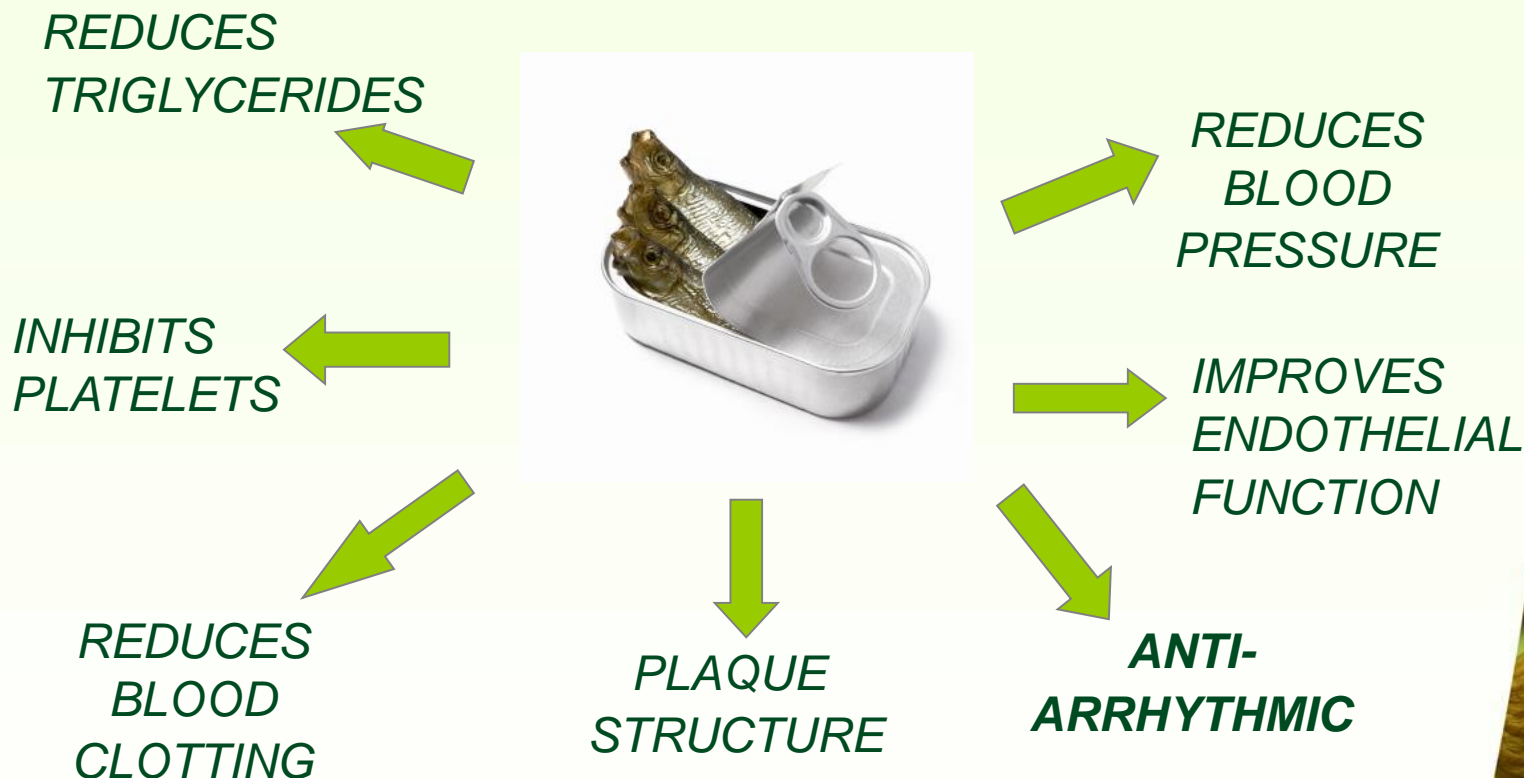 REDUCES
TRIGLYCERIDES
REDUCES
BLOOD
PRESSURE
INHIBITS
PLATELETS
IMPROVES
ENDOTHELIAL
FUNCTION
REDUCES
BLOOD
CLOTTING
PLAQUE
STRUCTURE
ANTI-
ARRHYTHMIC